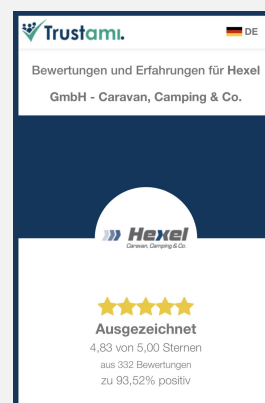 Trustami.
DE
Bewertungen und Erfahrungen für Hexel
GmbH - Caravan, Camping & Co.
Hexel
Caravan, Camping & Co.
Ausgezeichnet
4,83 von 5,00 Sternen
aus 332 Bewertungen
zu 93,52% positiv